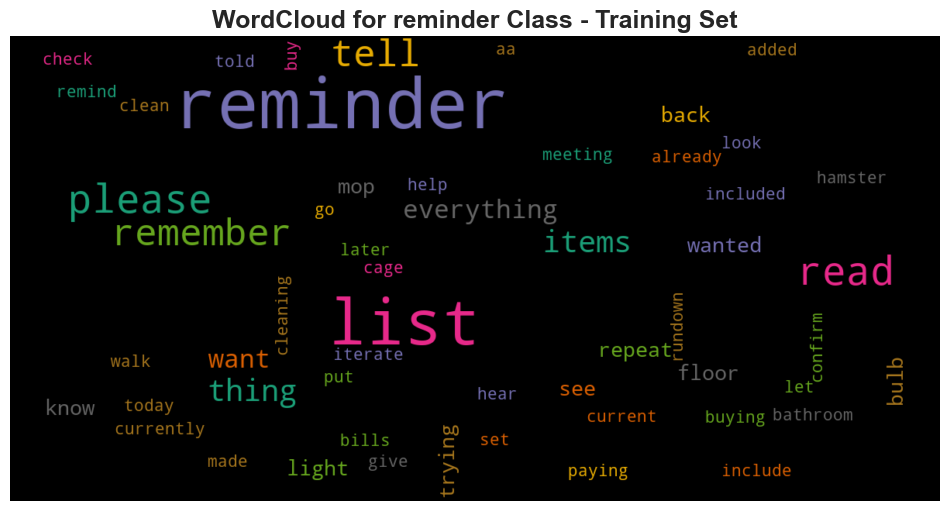 WordCloud for reminder Class - Training Set
check
told
buy
tell
aa
added
remind
clean
reminder
back
look
meeting
already
hamster
please
mop
help
included
go
everything
remember
later
items
wanted
cage
read
cleaning
list
rundown
confirm
walk
want
iterate
repeat
floor
bulb
put
thing
hear
see
let
know
today
current
buying
bathroom
currently
bills
trying
set
made
light
give
paying
include